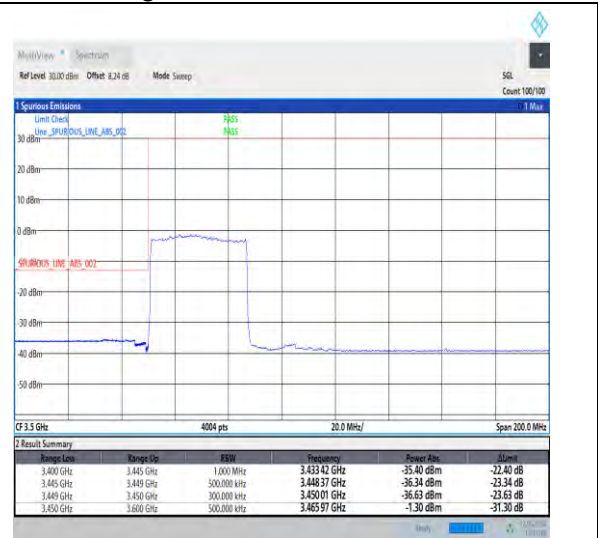 MultiView Spectrum
Ref Level 30.00 dBm Offset 8.24 dB Mode Sweep SGL
Count 100/100
1 Spurious Emissions 1 Max
Limit Check PASS
Line _SPURIOUS_LINE_ABS_002 PASS
30 dBm
20 dBm
10 dBm
0 dBm
SPURIOUS_LINE_ABS_002
-20 dBm
-30 dBm
-40 dBm
-50 dBm
CF 3.5 GHz 4004 pts 20.0 MHz/ Span 200.0 MHz
2 Result Summary
Range Low Range Up RBW Frequency Power Abs ΔLimit
3.400 GHz 3.445 GHz 1.000 MHz 3.433 42 GHz -35.40 dBm -22.40 dB
3.445 GHz 3.449 GHz 500.000 kHz 3.448 37 GHz -36.34 dBm -23.34 dB
3.449 GHz 3.450 GHz 300.000 kHz 3.450 01 GHz -36.63 dBm -23.63 dB
3.450 GHz 3.600 GHz 500.000 kHz 3.465 97 GHz -1.30 dBm -31.30 dB
Ready